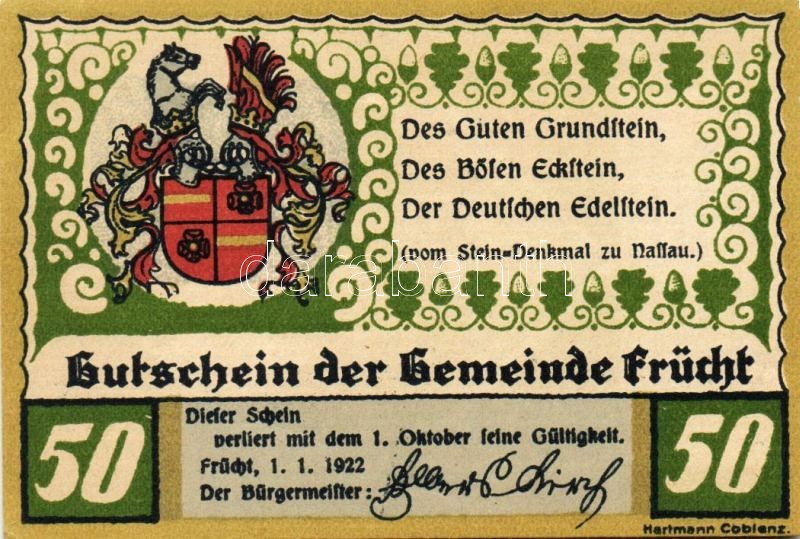 Des Guten Grundſtein,
Des Böſen Eckſtein,
Der Deutſchen Edelſtein.
(vom Stein-Denkmal zu Naſſau.)
darabanth
Gutschein der Gemeinde Frücht
50
Dieſer Schein
verliert mit dem 1. Oktober ſeine Gültigkeit.
Frücht, 1. 1. 1922
Der Bürgermeiſter:
50
Hartmann Coblenz.